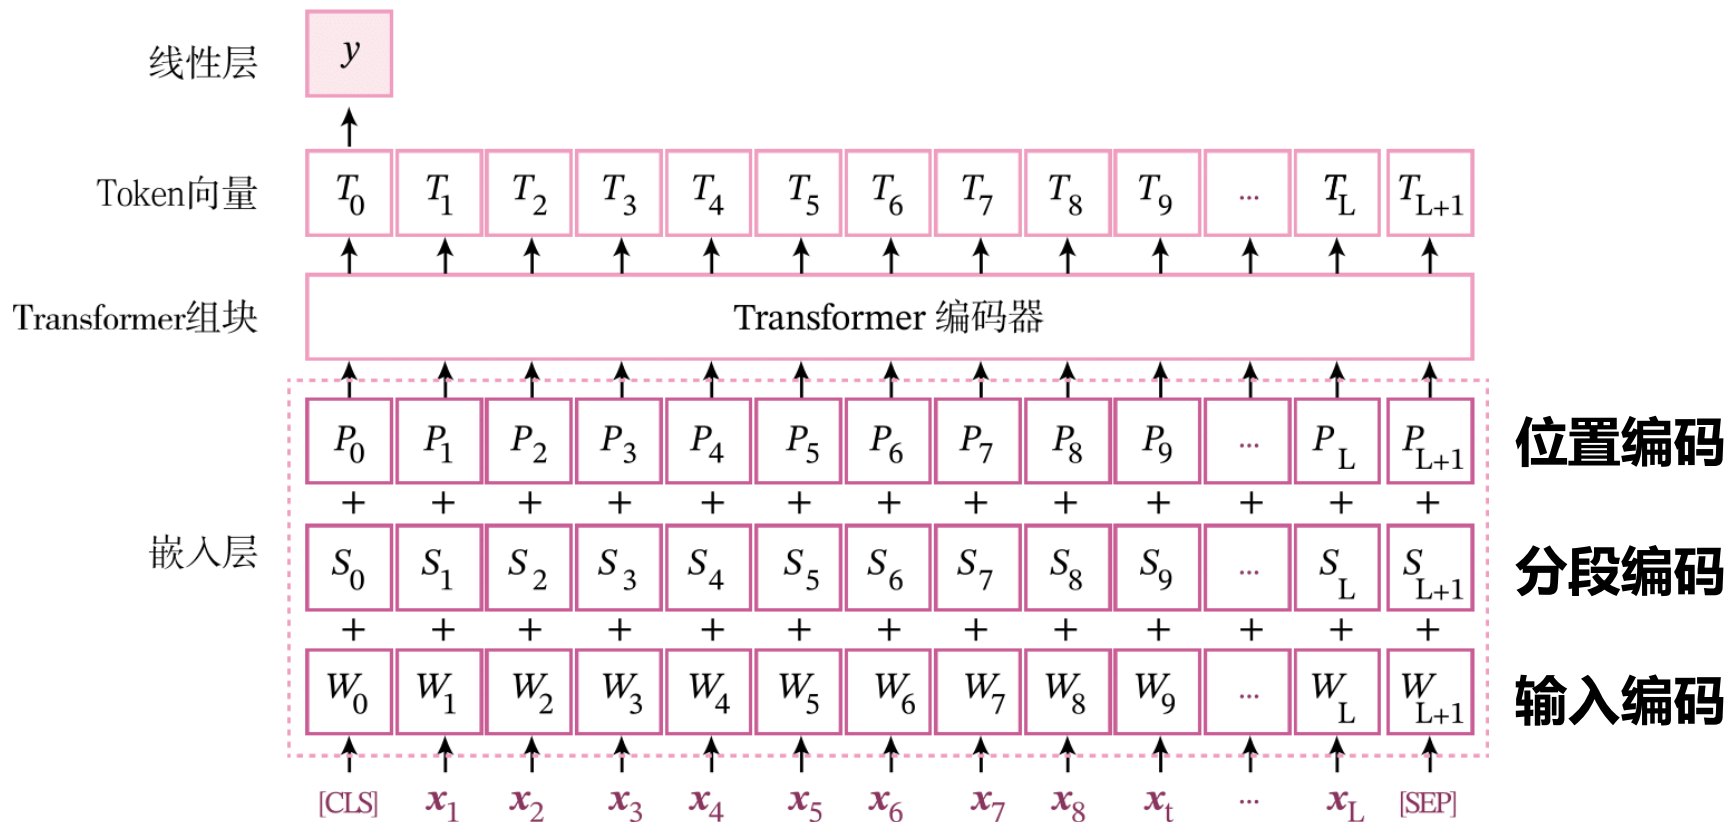 线性层 y
Token向量 T0 T1 T2 T3 T4 T5 T6 T7 T8 T9 ... TL TL+1
Transformer组块 Transformer 编码器
P0 P1 P2 P3 P4 P5 P6 P7 P8 P9 ... PL PL+1 位置编码
+ + + + + + + + + + + + +
嵌入层 S0 S1 S2 S3 S4 S5 S6 S7 S8 S9 ... SL SL+1 分段编码
+ + + + + + + + + + + + +
W0 W1 W2 W3 W4 W5 W6 W7 W8 W9 ... WL WL+1 输入编码
[CLS] x1 x2 x3 x4 x5 x6 x7 x8 xt ... xL [SEP]